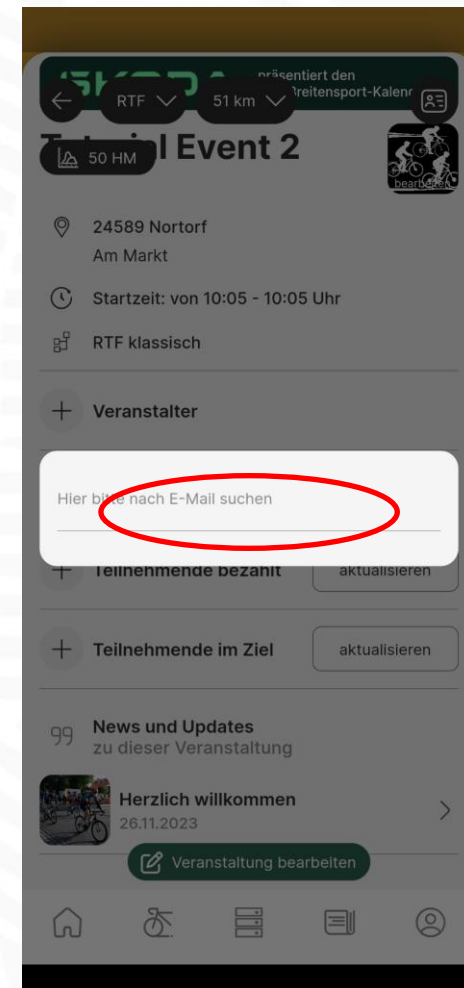 präsentiert den
RTF
51 km
50 HM
Event 2
bearbeiten
24589 Nortorf
Am Markt
Startzeit: von 10:05 - 10:05 Uhr
RTF klassisch
Veranstalter
Hier bitte nach E-Mail suchen
Teilnehmende bezahlt
aktualisieren
Teilnehmende im Ziel
aktualisieren
News und Updates
zu dieser Veranstaltung
Herzlich willkommen
26.11.2023
Veranstaltung bearbeiten